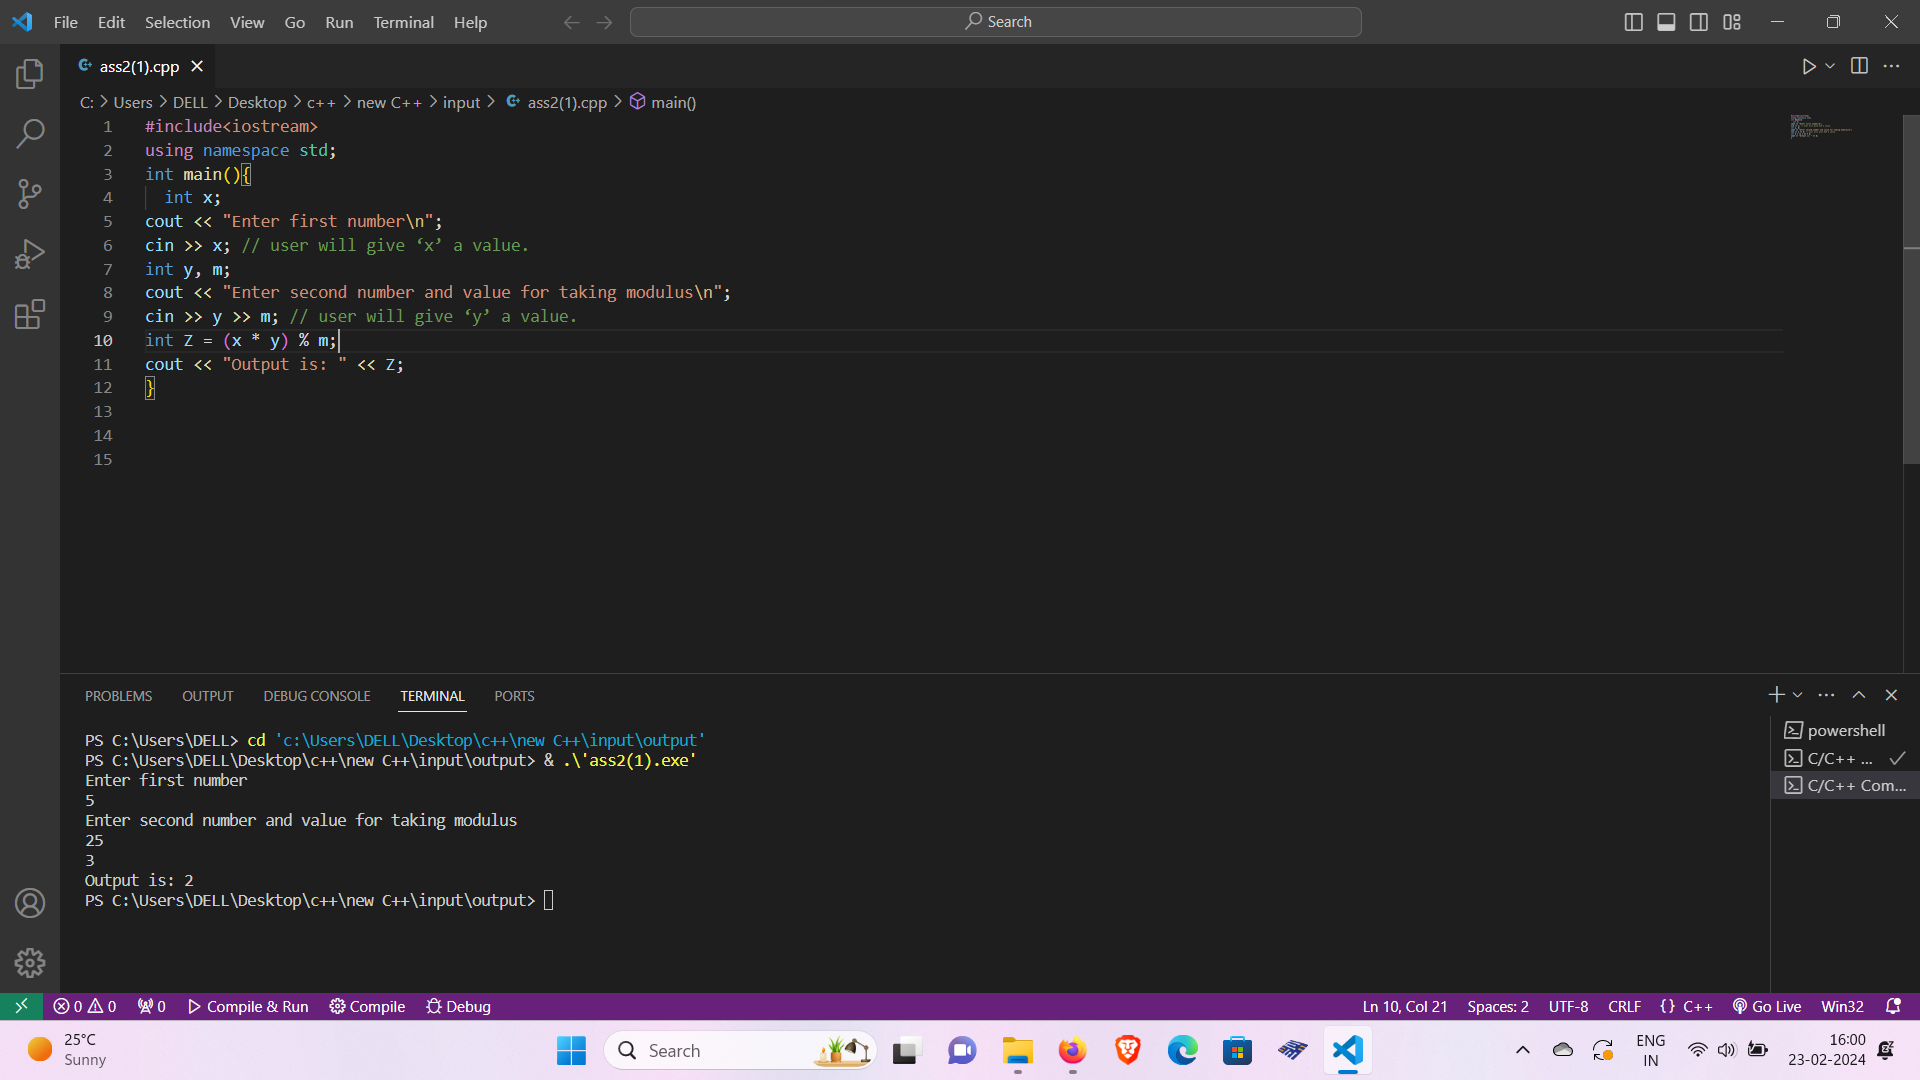 File Edit Selection View Go Run Terminal Help
Search
ass2(1).cpp
C: > Users > DELL > Desktop > c++ > new C++ > input > ass2(1).cpp > main()
1 #include<iostream>
2 using namespace std;
3 int main(){
4 int x;
5 cout << "Enter first number\n";
6 cin >> x; // user will give ‘x’ a value.
7 int y, m;
8 cout << "Enter second number and value for taking modulus\n";
9 cin >> y >> m; // user will give ‘y’ a value.
10 int Z = (x * y) % m;
11 cout << "Output is: " << Z;
12 }
13
14
15
PROBLEMS OUTPUT DEBUG CONSOLE TERMINAL PORTS
PS C:\Users\DELL> cd 'c:\Users\DELL\Desktop\c++\new C++\input\output'
PS C:\Users\DELL\Desktop\c++\new C++\input\output> & .\'ass2(1).exe'
Enter first number
5
Enter second number and value for taking modulus
25
3
Output is: 2
PS C:\Users\DELL\Desktop\c++\new C++\input\output>
powershell
C/C++ ...
C/C++ Com...
0 0 0 Compile & Run Compile Debug
Ln 10, Col 21 Spaces: 2 UTF-8 CRLF {} C++ Go Live Win32
25°C
Sunny
Search
ENG
IN
16:00
23-02-2024